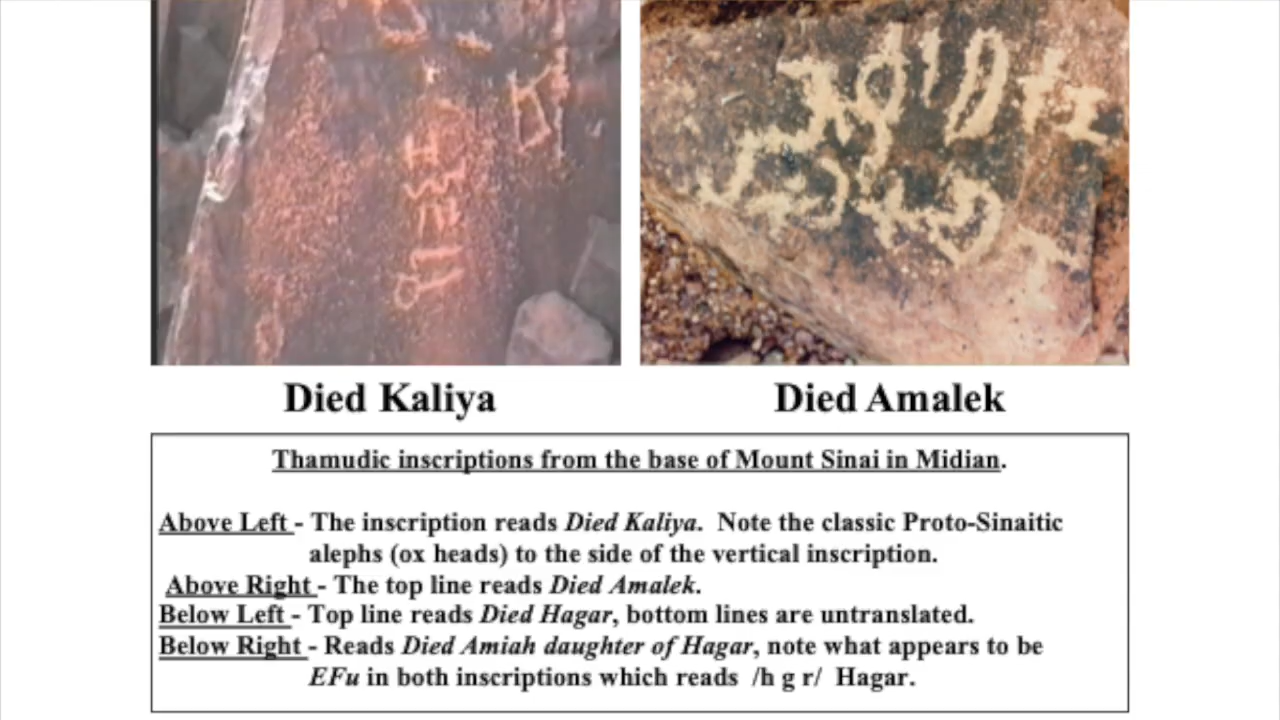 Died Kaliya
Died Amalek
Thamudic inscriptions from the base of Mount Sinai in Midian.
Above Left - The inscription reads Died Kaliya. Note the classic Proto-Sinaitic
alephs (ox heads) to the side of the vertical inscription.
Above Right - The top line reads Died Amalek.
Below Left - Top line reads Died Hagar, bottom lines are untranslated.
Below Right - Reads Died Amiah daughter of Hagar, note what appears to be
EFu in both inscriptions which reads /h g r/ Hagar.